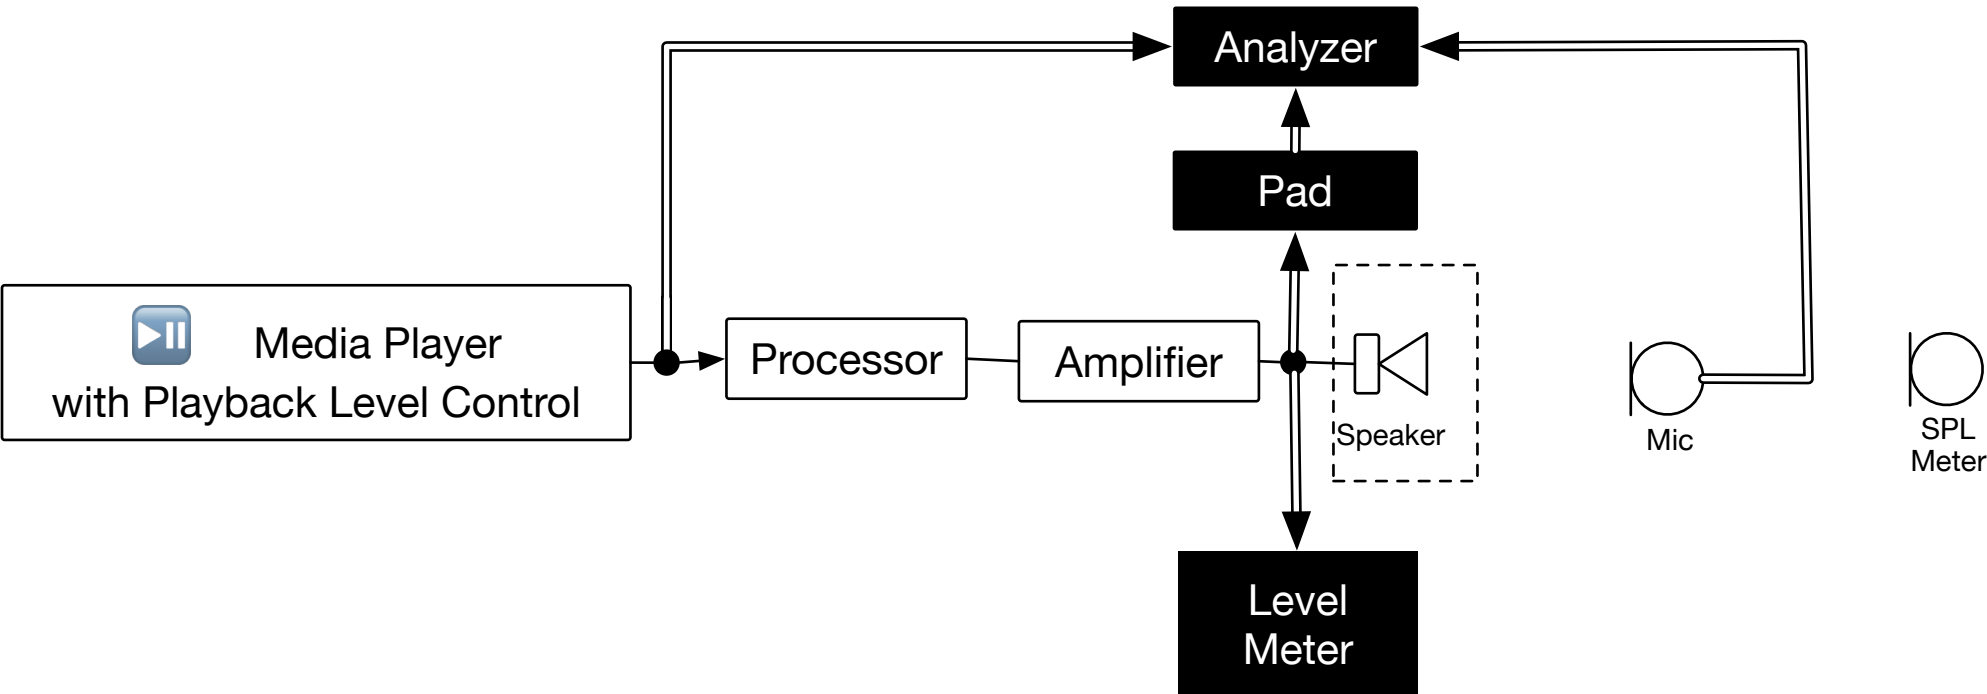 Analyzer
Pad
Media Player
with Playback Level Control
Processor
Amplifier
Speaker
Mic
SPL
Meter
Level
Meter